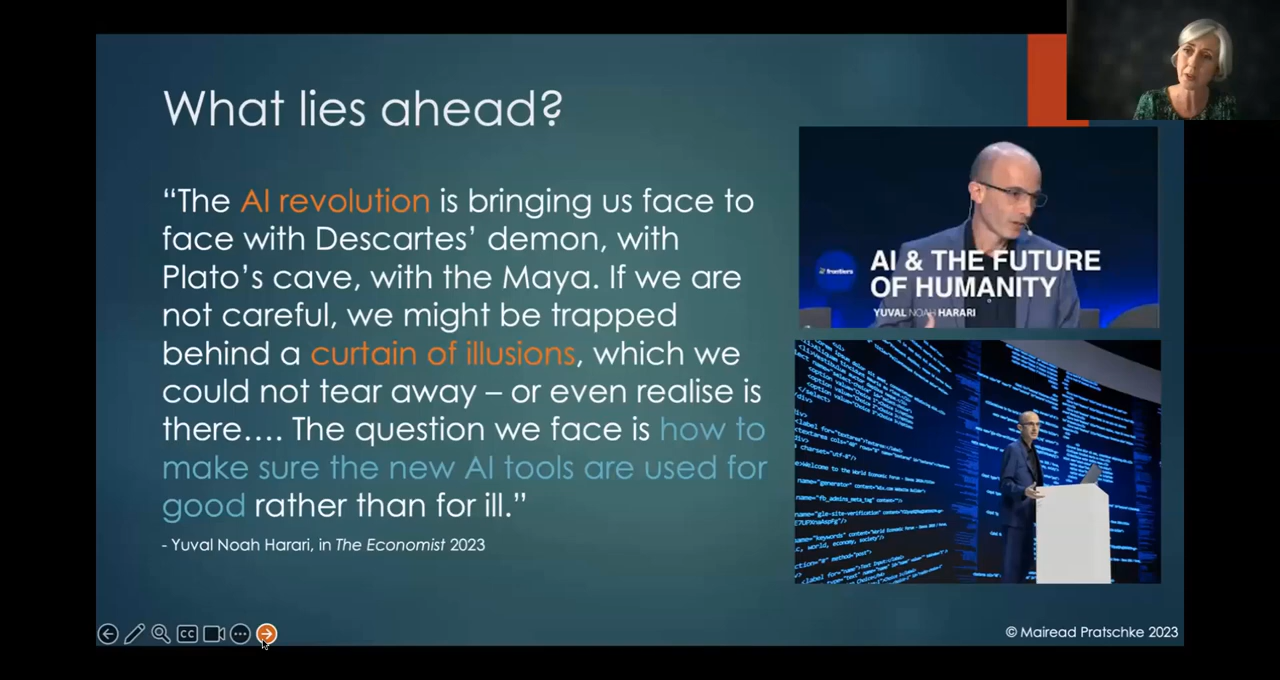 What lies ahead?
“The AI revolution is bringing us face to
face with Descartes’ demon, with
Plato’s cave, with the Maya. If we are
not careful, we might be trapped
behind a curtain of illusions, which we
could not tear away – or even realise is
there…. The question we face is how to
make sure the new AI tools are used for
good rather than for ill.”
- Yuval Noah Harari, in The Economist 2023
frontiers
AI & THE FUTURE
OF HUMANITY
YUVAL NOAH HARARI
CC
© Mairead Pratschke 2023